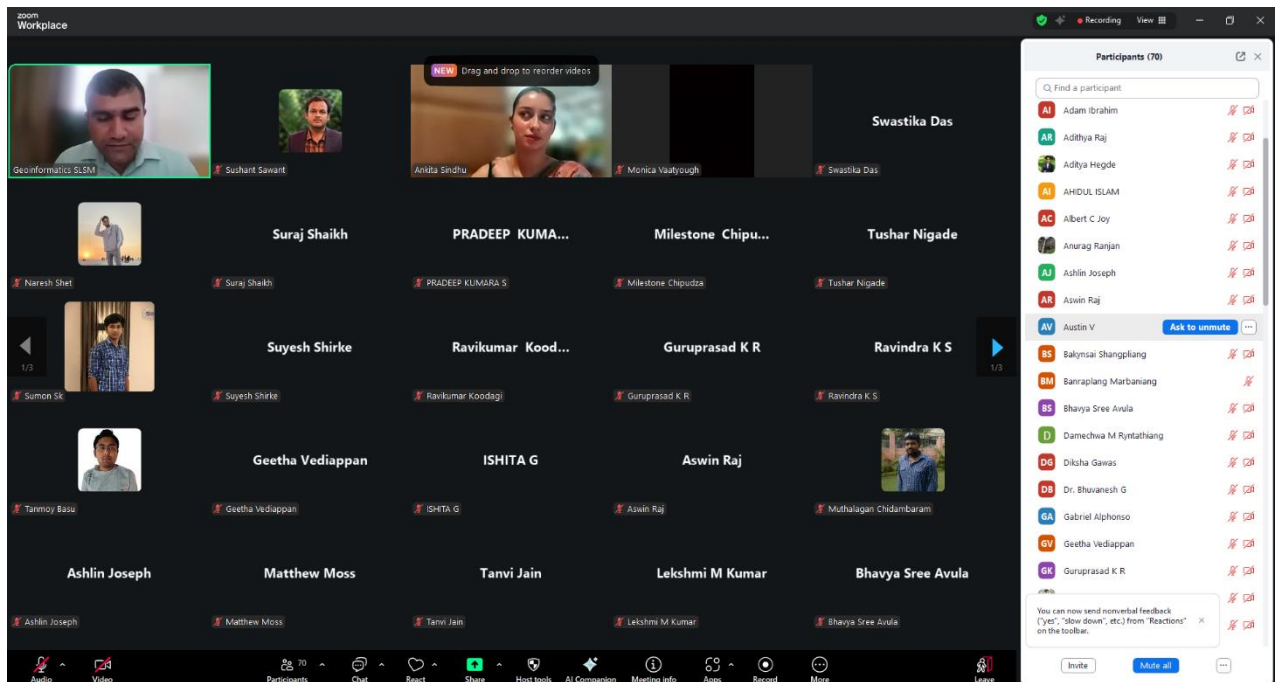 zoom
Workplace
Recording View
NEW Drag and drop to reorder videos
Geoinformatics SLSM
Sushant Sawant
Ankita Sindhu
Monica Vaatyough
Swastika Das
Swastika Das
Naresh Shet
Suraj Shaikh
Suraj Shaikh
PRADEEP KUMA...
PRADEEP KUMARA S
Milestone Chipu...
Milestone Chipudza
Tushar Nigade
Tushar Nigade
1/3
Sumon Sk
Suyesh Shirke
Suyesh Shirke
Ravikumar Kood...
Ravikumar Koodagi
Guruprasad K R
Guruprasad K R
Ravindra K S
Ravindra K S
1/3
Tanmoy Basu
Geetha Vediappan
Geetha Vediappan
ISHITA G
ISHITA G
Aswin Raj
Aswin Raj
Muthalagan Chidambaram
Ashlin Joseph
Ashlin Joseph
Matthew Moss
Matthew Moss
Tanvi Jain
Tanvi Jain
Lekshmi M Kumar
Lekshmi M Kumar
Bhavya Sree Avula
Bhavya Sree Avula
Audio
Video
70
Participants
Chat
React
Share
Host tools
AI Companion
Meeting info
Apps
Record
More
Leave
Participants (70)
Find a participant
AI Adam Ibrahim
AR Adithya Raj
Aditya Hegde
AI AHIDUL ISLAM
AC Albert C Joy
Anurag Ranjan
AJ Ashlin Joseph
AR Aswin Raj
AV Austin V Ask to unmute
BS Bakynsai Shangpliang
BM Banraplang Marbaniang
BS Bhavya Sree Avula
D Damechwa M Ryntathiang
DG Diksha Gawas
DB Dr. Bhuvanesh G
GA Gabriel Alphonso
GV Geetha Vediappan
GK Guruprasad K R
You can now send nonverbal feedback
("yes", "slow down", etc.) from "Reactions"
on the toolbar.
Invite Mute all